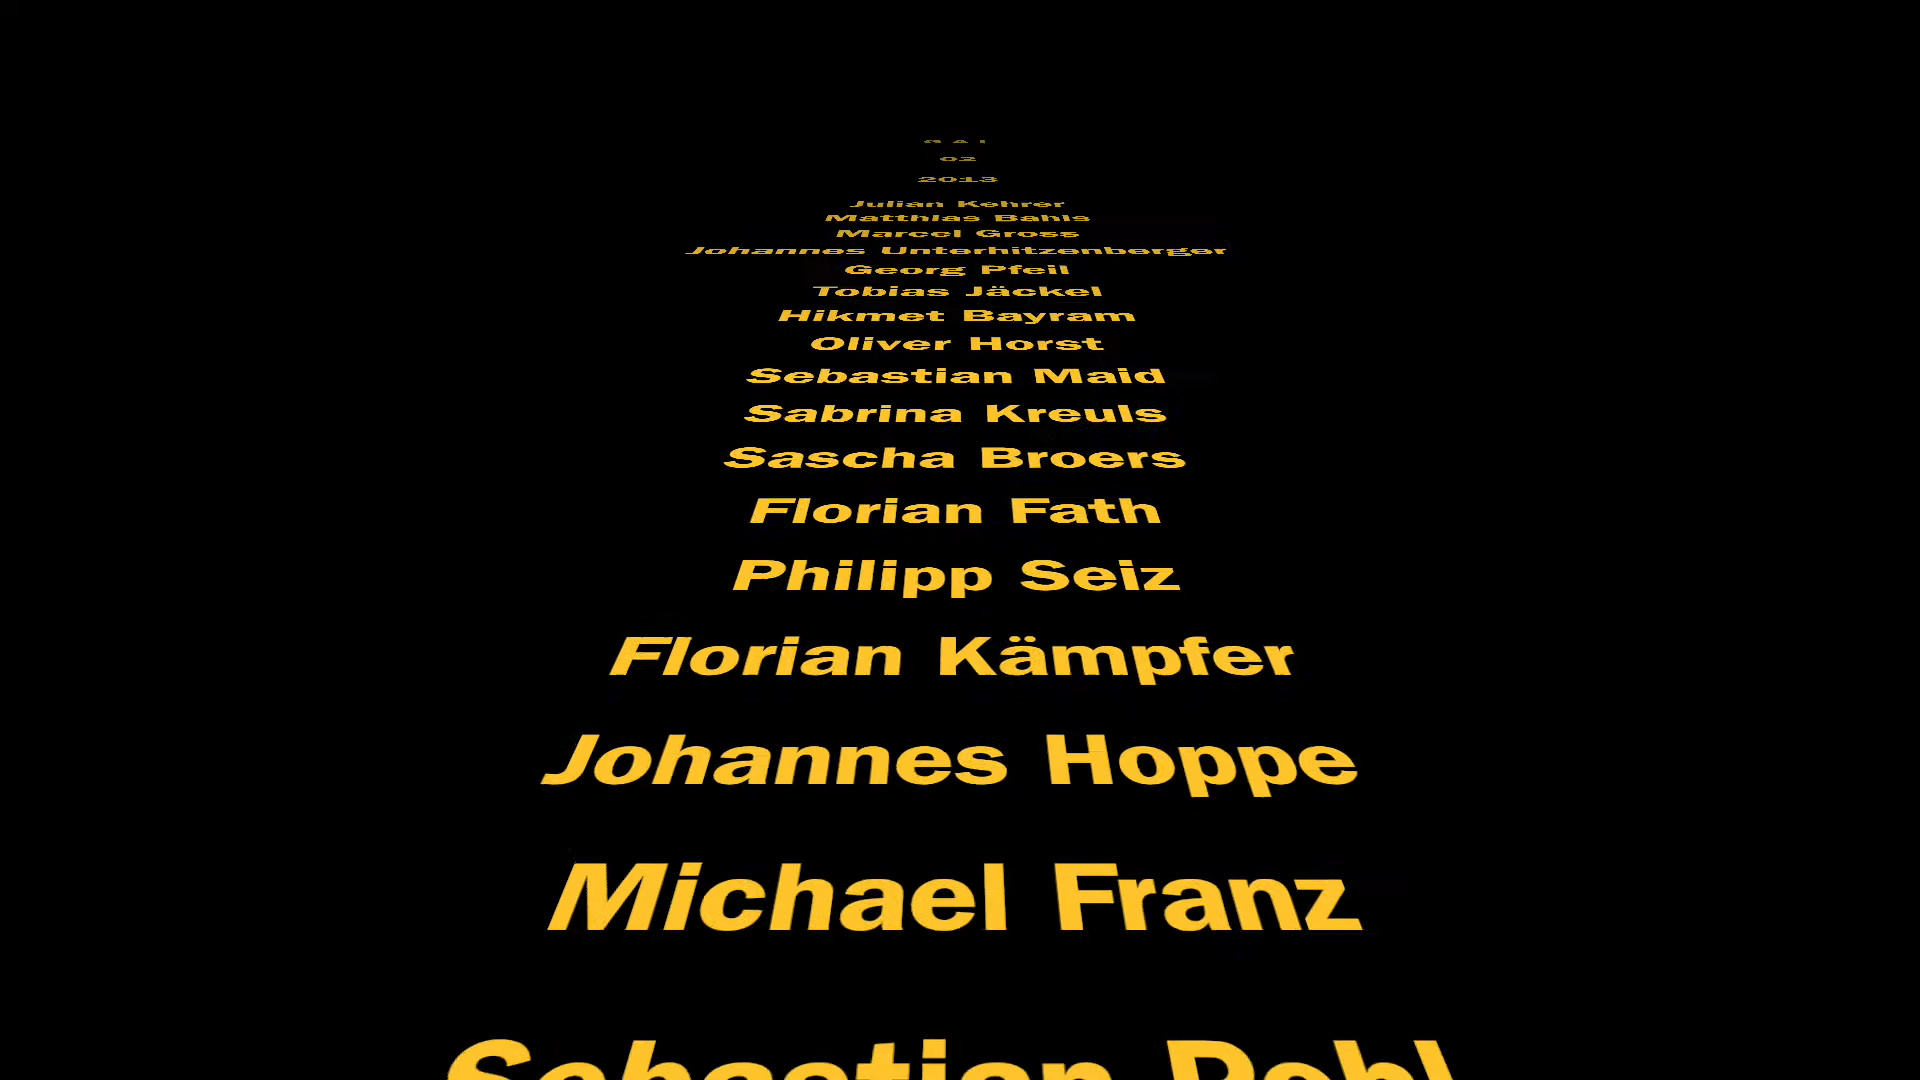 02
2013
Julian Kehrer
Matthias Bahls
Marcel Gross
Johannes Unterhitzenberger
Georg Pfeil
Tobias Jäckel
Hikmet Bayram
Oliver Horst
Sebastian Maid
Sabrina Kreuls
Sascha Broers
Florian Fath
Philipp Seiz
Florian Kämpfer
Johannes Hoppe
Michael Franz
Sebastian